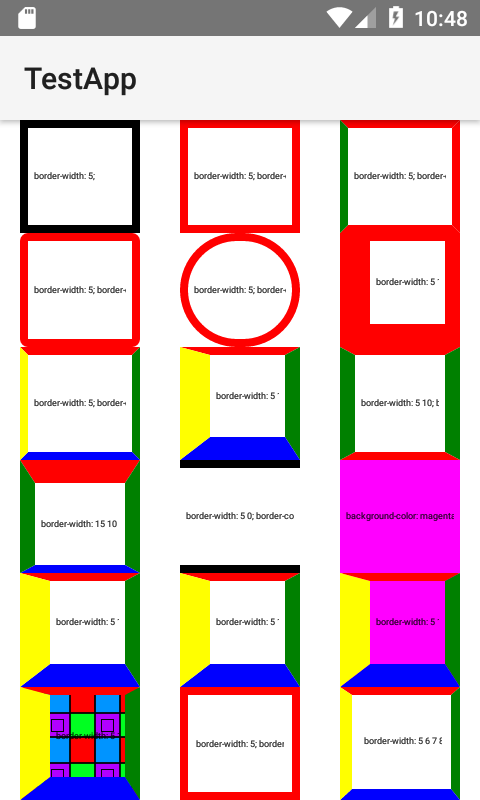 10:48
TestApp
border-width: 5;
border-width: 5; border-
border-width: 5; border-
border-width: 5; border-
border-width: 5; border-
border-width: 5
border-width: 5; border-
border-width: 5
border-width: 5 10;
border-width: 15 10
border-width: 5 0; border-co
background-color: magenta
border-width: 5
border-width: 5
border-width: 5
border-width: 5
border-width: 5; border
border-width: 5 6 7 8